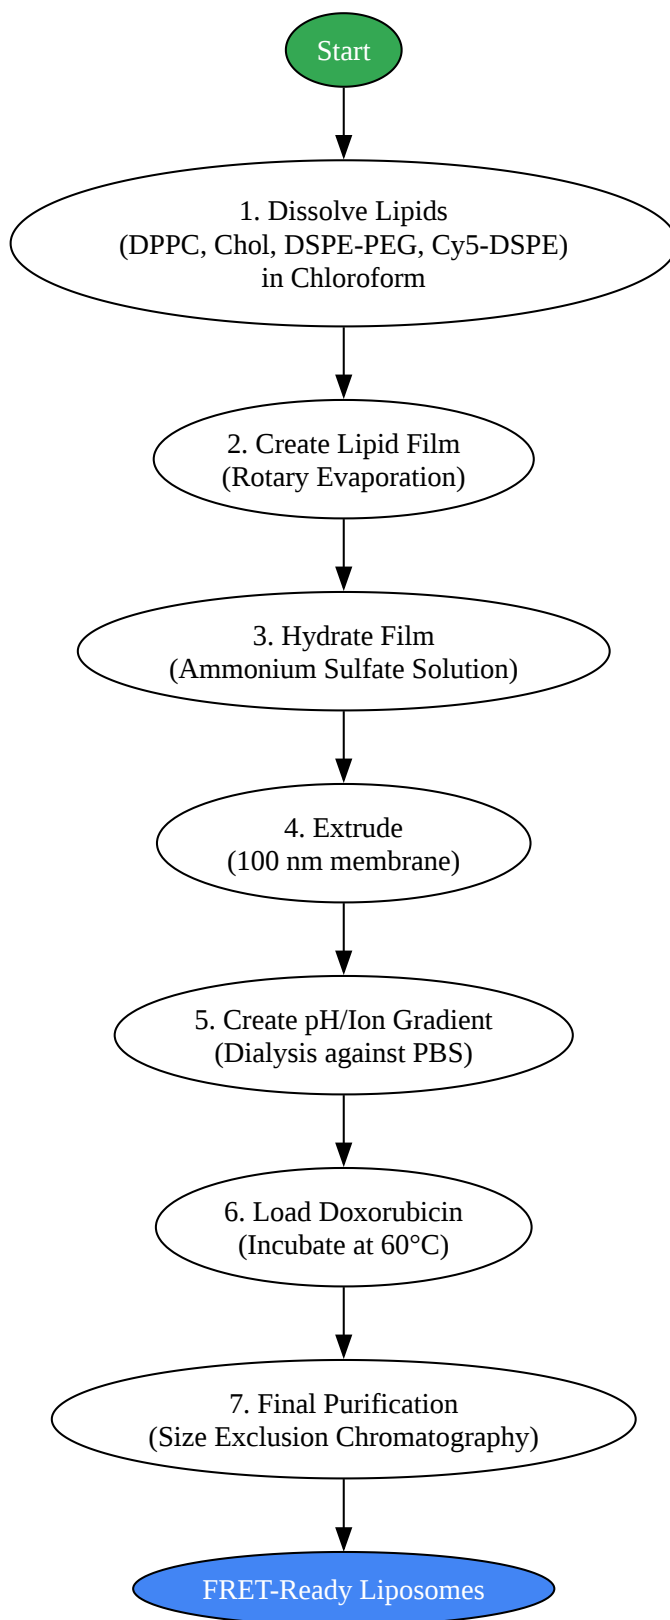 Start
1. Dissolve Lipids
(DPPC, Chol, DSPE-PEG, Cy5-DSPE)
in Chloroform
2. Create Lipid Film
(Rotary Evaporation)
3. Hydrate Film
(Ammonium Sulfate Solution)
4. Extrude
(100 nm membrane)
5. Create pH/Ion Gradient
(Dialysis against PBS)
6. Load Doxorubicin
(Incubate at 60°C)
7. Final Purification
(Size Exclusion Chromatography)
FRET-Ready Liposomes